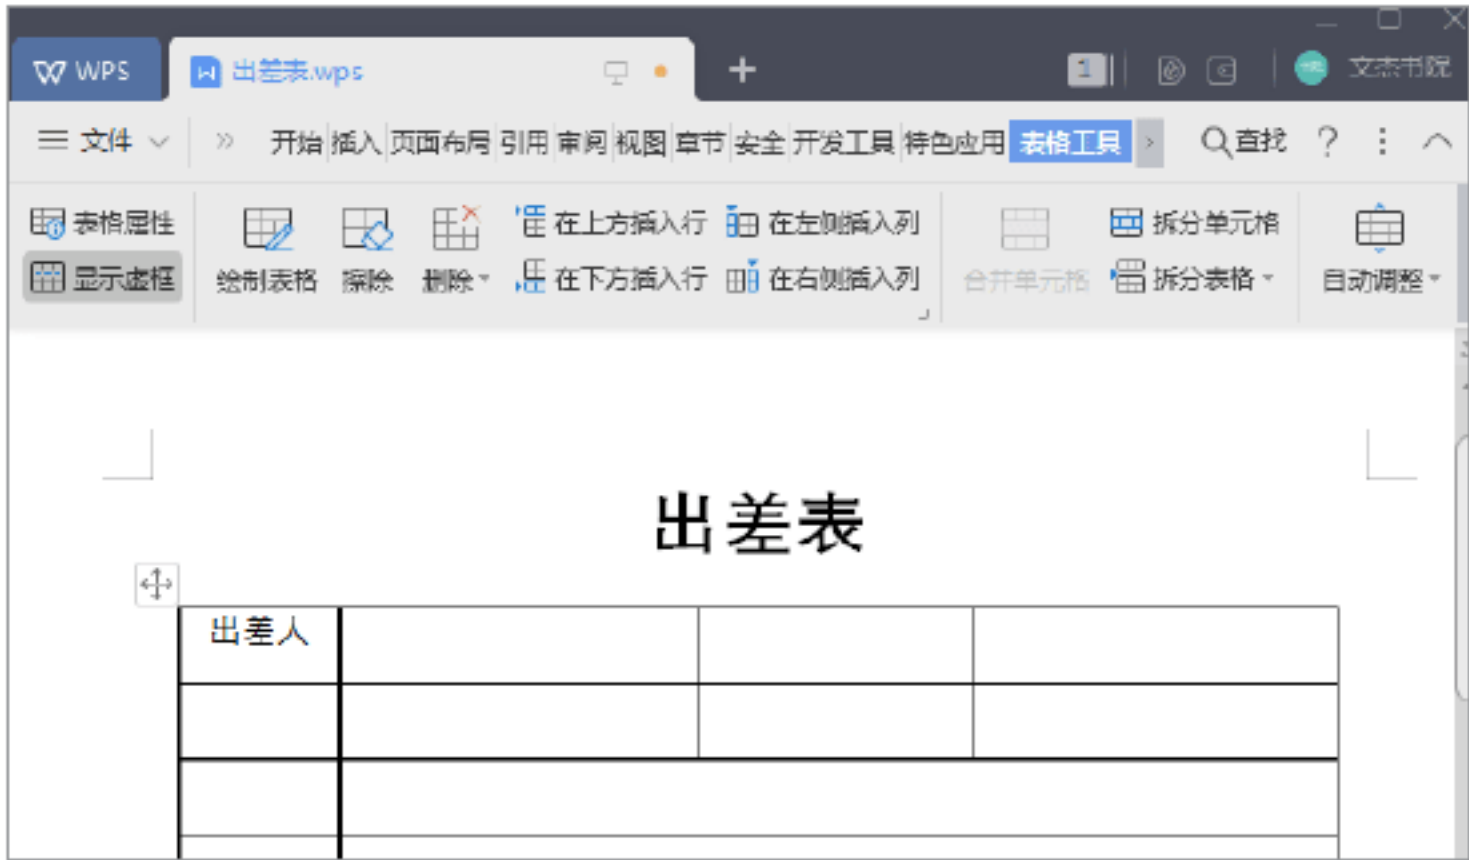 WPS 出差表.wps 1 文杰书院
文件 开始 插入 页面布局 引用 审阅 视图 章节 安全 开发工具 特色应用 表格工具 查找
表格属性 在上方插入行 在左侧插入列 拆分单元格
显示虚框 绘制表格 擦除 删除 在下方插入行 在右侧插入列 合并单元格 拆分表格 自动调整
出差表
出差人